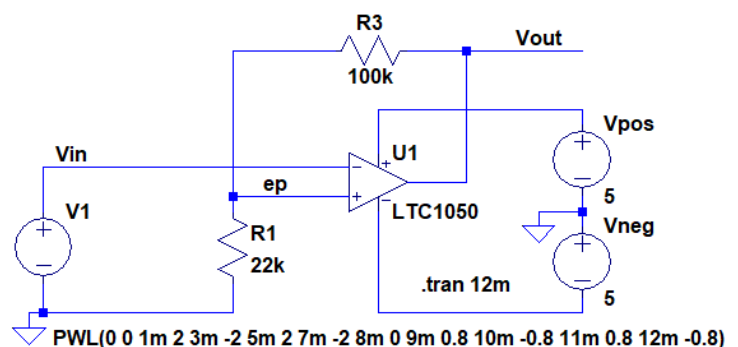 R3
100k
Vout
Vpos
5
Vin
U1
ep
LTC1050
V1
R1
22k
Vneg
5
.tran 12m
PWL(0 0 1m 2 3m -2 5m 2 7m -2 8m 0 9m 0.8 10m -0.8 11m 0.8 12m -0.8)